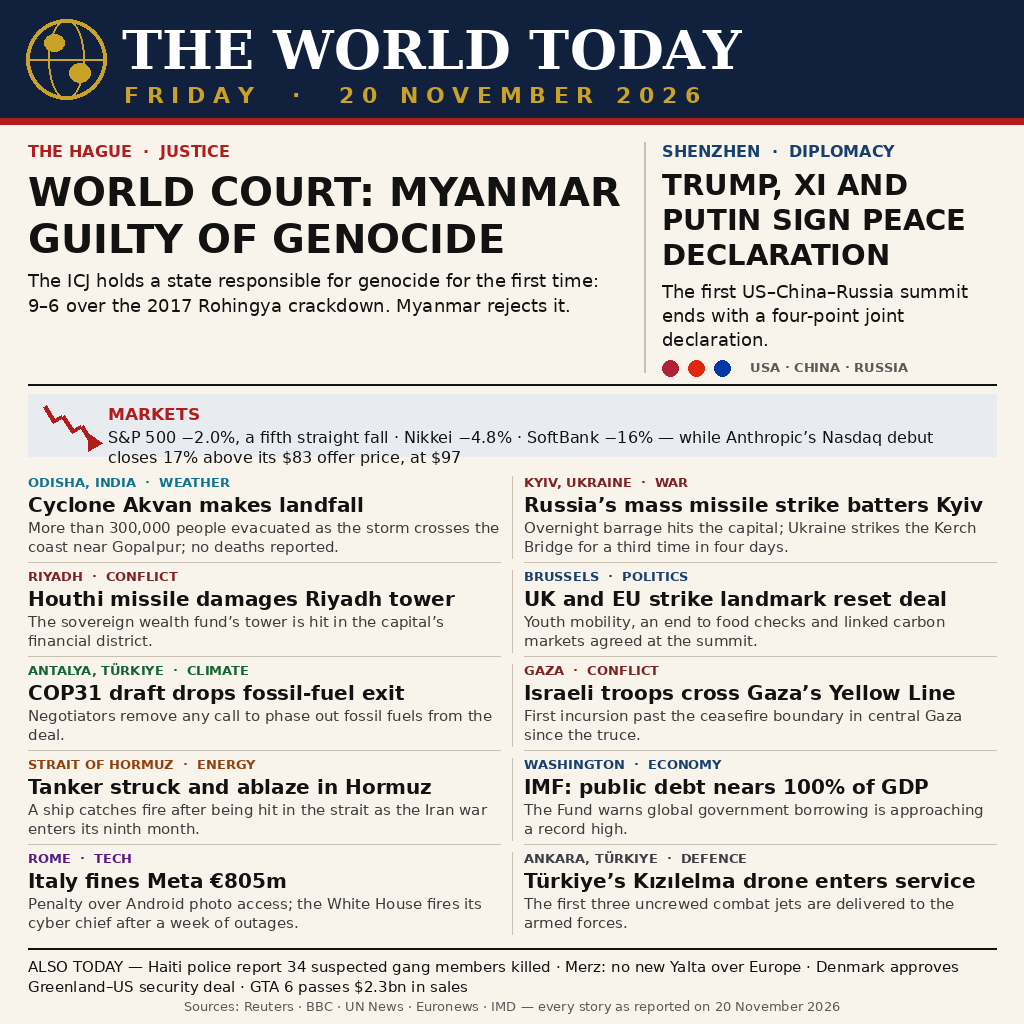 THE WORLD TODAY
FRIDAY · 20 NOVEMBER 2026
THE HAGUE · JUSTICE
WORLD COURT: MYANMAR
GUILTY OF GENOCIDE
The ICJ holds a state responsible for genocide for the first time:
9–6 over the 2017 Rohingya crackdown. Myanmar rejects it.
SHENZHEN · DIPLOMACY
TRUMP, XI AND
PUTIN SIGN PEACE
DECLARATION
The first US–China–Russia summit
ends with a four-point joint
declaration.
USA · CHINA · RUSSIA
MARKETS
S&P 500 −2.0%, a fifth straight fall · Nikkei −4.8% · SoftBank −16% — while Anthropic’s Nasdaq debut
closes 17% above its $83 offer price, at $97
ODISHA, INDIA · WEATHER
Cyclone Akvan makes landfall
More than 300,000 people evacuated as the storm crosses the
coast near Gopalpur; no deaths reported.
KYIV, UKRAINE · WAR
Russia’s mass missile strike batters Kyiv
Overnight barrage hits the capital; Ukraine strikes the Kerch
Bridge for a third time in four days.
RIYADH · CONFLICT
Houthi missile damages Riyadh tower
The sovereign wealth fund’s tower is hit in the capital’s
financial district.
BRUSSELS · POLITICS
UK and EU strike landmark reset deal
Youth mobility, an end to food checks and linked carbon
markets agreed at the summit.
ANTALYA, TÜRKIYE · CLIMATE
COP31 draft drops fossil-fuel exit
Negotiators remove any call to phase out fossil fuels from the
deal.
GAZA · CONFLICT
Israeli troops cross Gaza’s Yellow Line
First incursion past the ceasefire boundary in central Gaza
since the truce.
STRAIT OF HORMUZ · ENERGY
Tanker struck and ablaze in Hormuz
A ship catches fire after being hit in the strait as the Iran war
enters its ninth month.
WASHINGTON · ECONOMY
IMF: public debt nears 100% of GDP
The Fund warns global government borrowing is approaching
a record high.
ROME · TECH
Italy fines Meta €805m
Penalty over Android photo access; the White House fires its
cyber chief after a week of outages.
ANKARA, TÜRKIYE · DEFENCE
Türkiye’s Kızılelma drone enters service
The first three uncrewed combat jets are delivered to the
armed forces.
ALSO TODAY — Haiti police report 34 suspected gang members killed · Merz: no new Yalta over Europe · Denmark approves
Greenland–US security deal · GTA 6 passes $2.3bn in sales
Sources: Reuters · BBC · UN News · Euronews · IMD — every story as reported on 20 November 2026